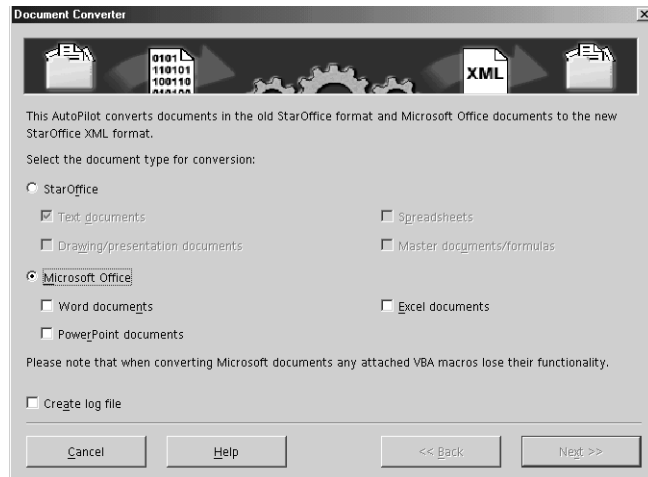 Document Converter
0101
110101
100110
010100
XML
This AutoPilot converts documents in the old StarOffice format and Microsoft Office documents to the new
StarOffice XML format.
Select the document type for conversion:
StarOffice
Text documents
Spreadsheets
Drawing/presentation documents
Master documents/formulas
Microsoft Office
Word documents
Excel documents
PowerPoint documents
Please note that when converting Microsoft documents any attached VBA macros lose their functionality.
Create log file
Cancel
Help
<< Back
Next >>